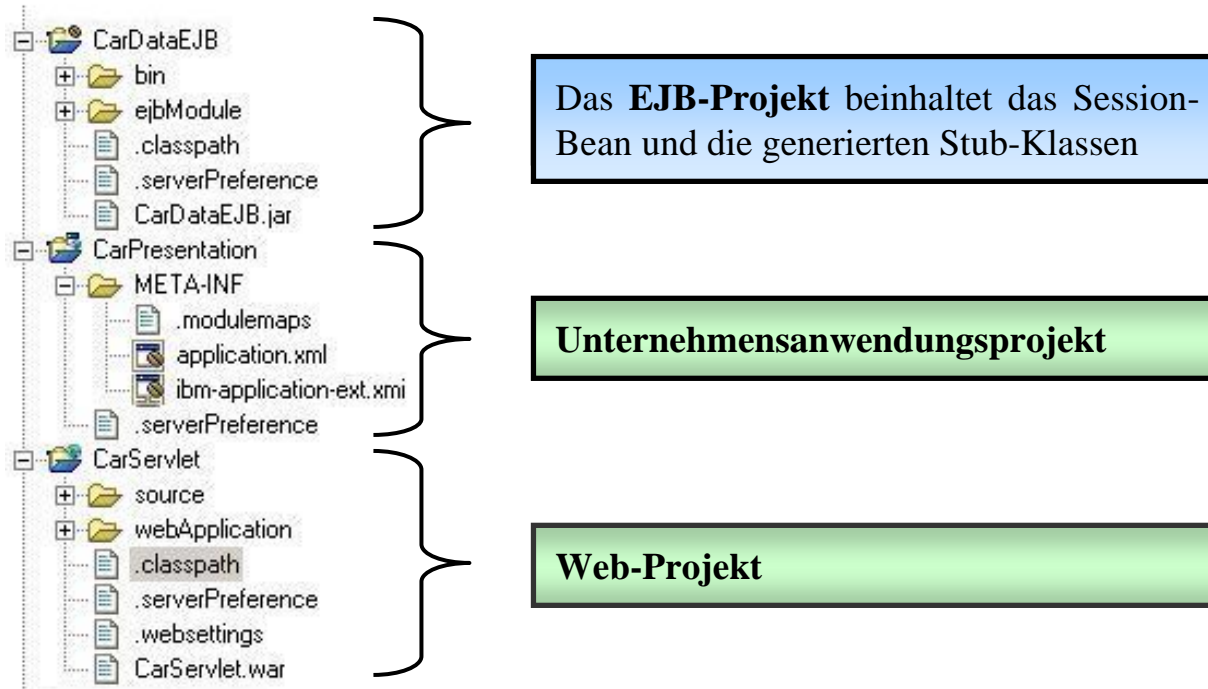 CarDataEJB
bin
ejbModule
.classpath
.serverPreference
CarDataEJB.jar
Das EJB-Projekt beinhaltet das Session-
Bean und die generierten Stub-Klassen
CarPresentation
META-INF
.modulemaps
application.xml
ibm-application-ext.xmi
.serverPreference
Unternehmensanwendungsprojekt
CarServlet
source
webApplication
.classpath
.serverPreference
.websettings
CarServlet.war
Web-Projekt